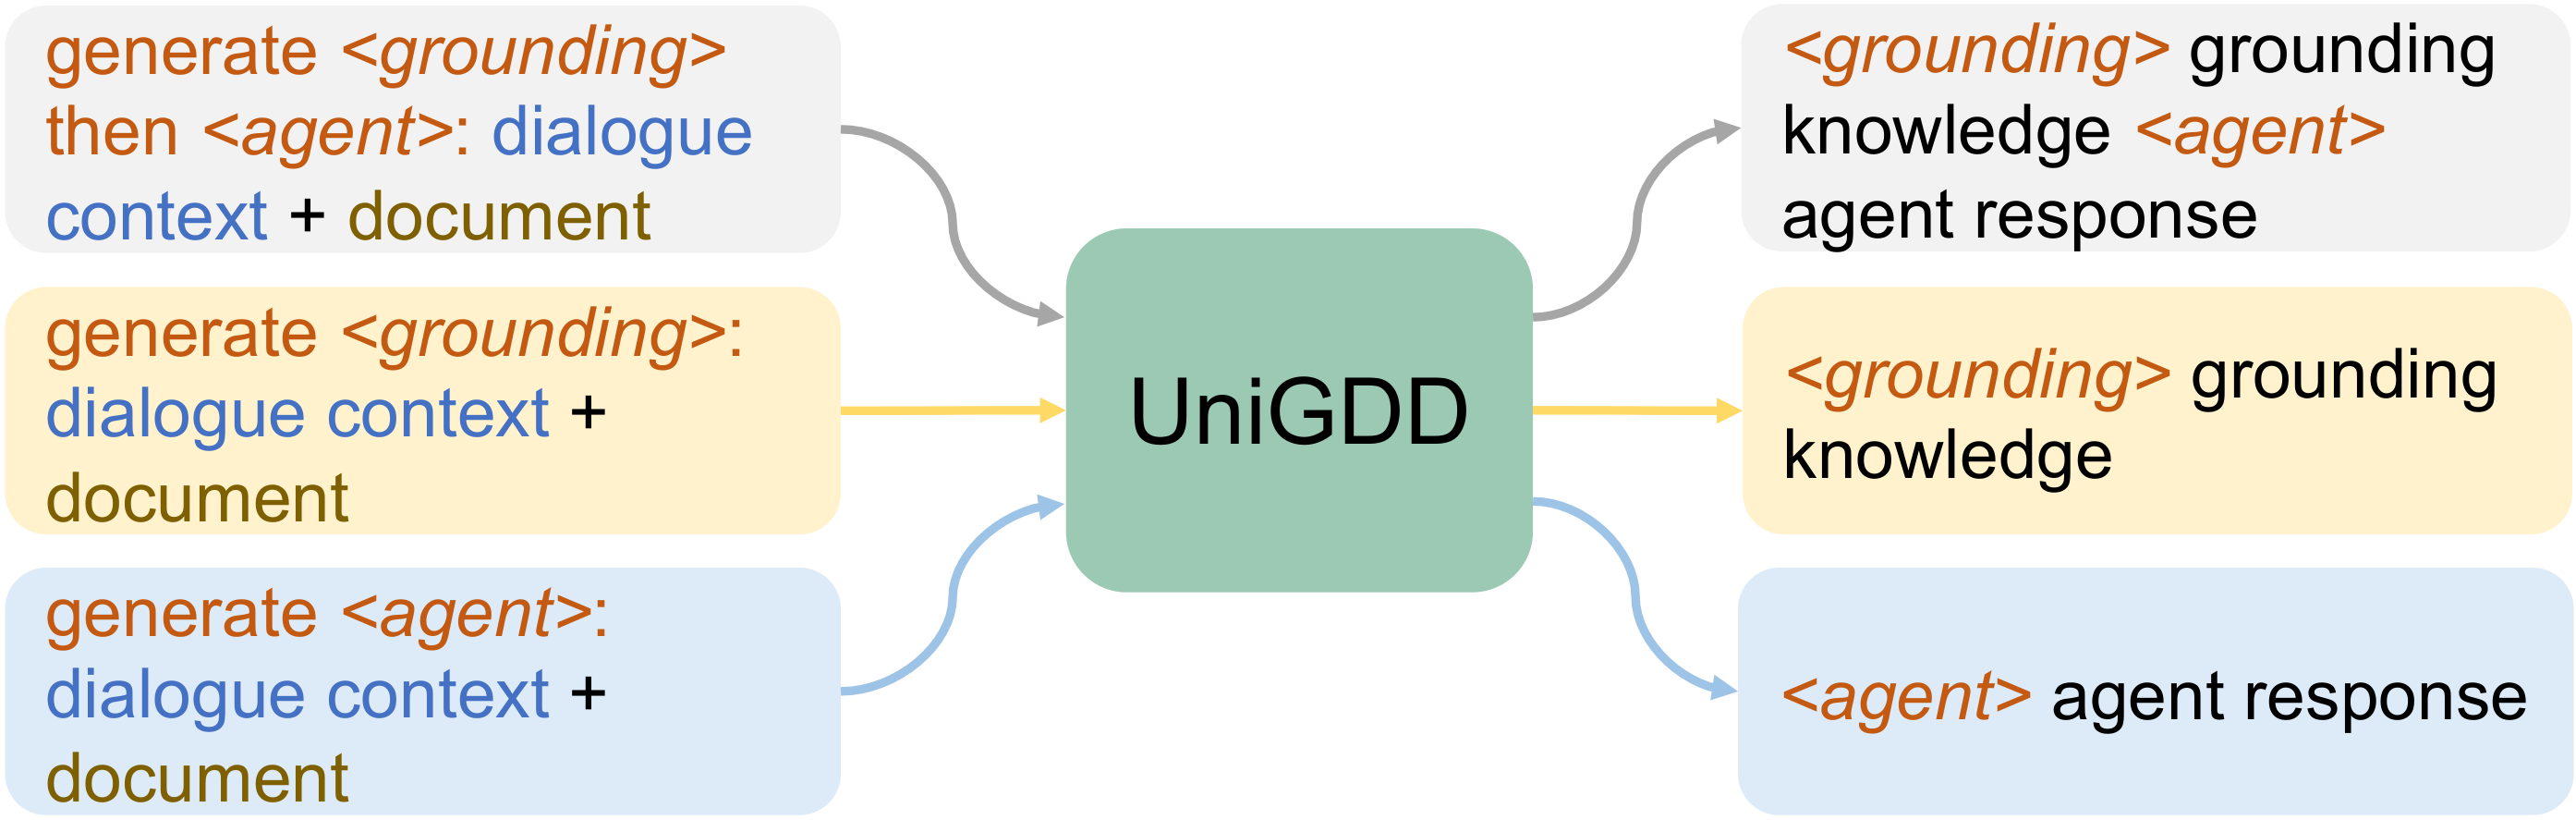 generate <grounding>
then <agent>: dialogue
context + document
generate <grounding>:
dialogue context +
document
generate <agent>:
dialogue context +
document
UniGDD
<grounding> grounding
knowledge <agent>
agent response
<grounding> grounding
knowledge
<agent> agent response